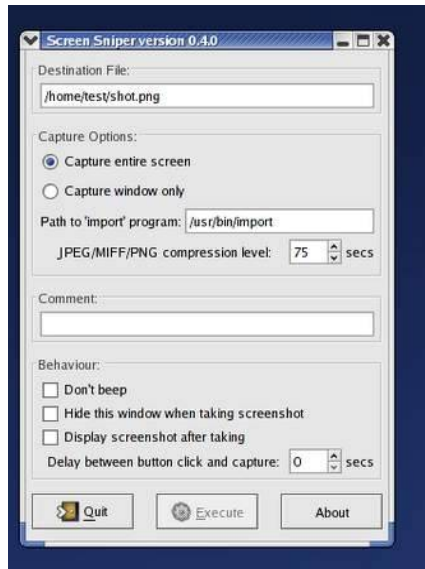 Screen Sniper version 0.4.0
Destination File:
/home/test/shot.png
Capture Options:
Capture entire screen
Capture window only
Path to 'import' program: /usr/bin/import
JPEG/MIFF/PNG compression level: 75 secs
Comment:
Behaviour:
Don't beep
Hide this window when taking screenshot
Display screenshot after taking
Delay between button click and capture: 0 secs
Quit Execute About